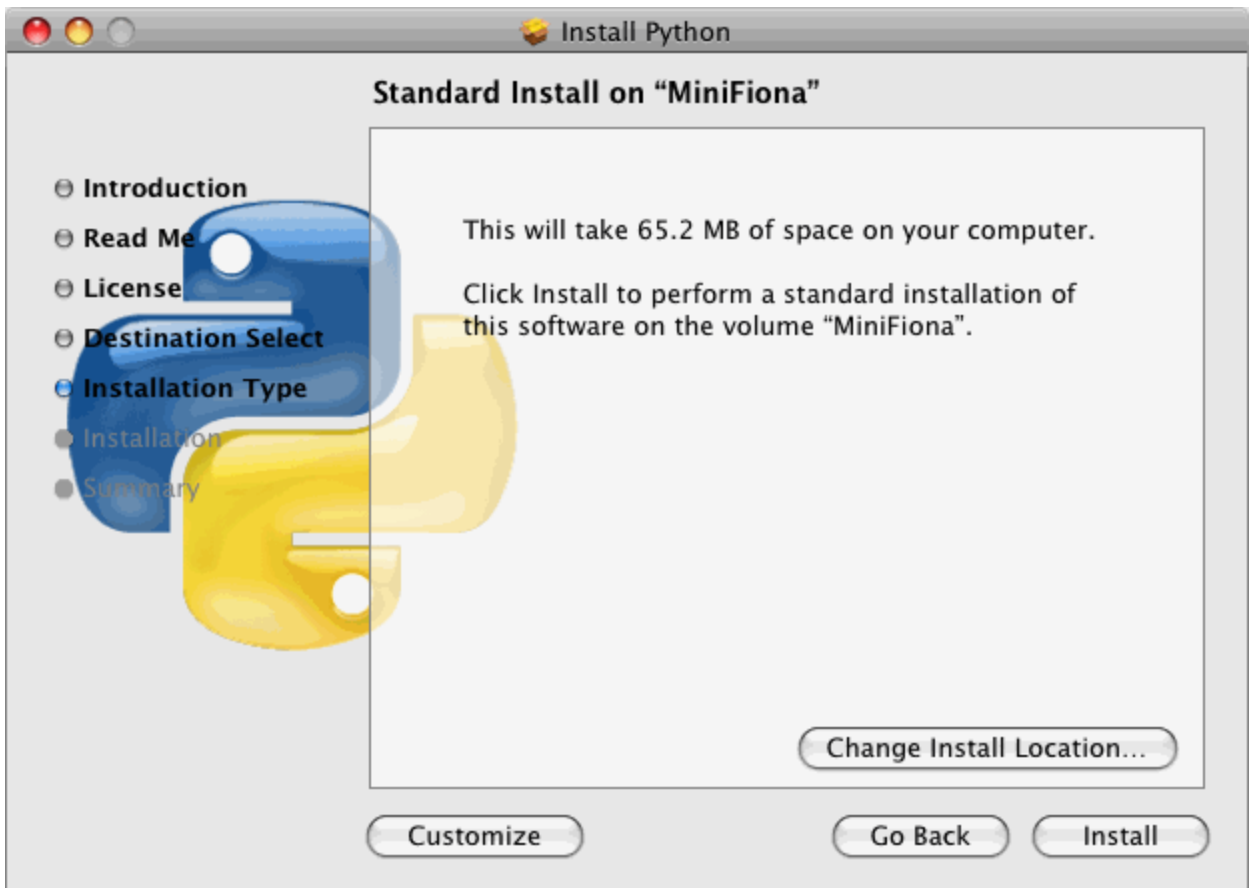 Install Python
Standard Install on “MiniFiona”
Introduction
Read Me
License
Destination Select
Installation Type
Installation
Summary
This will take 65.2 MB of space on your computer.
Click Install to perform a standard installation of
this software on the volume “MiniFiona”.
Change Install Location...
Customize
Go Back
Install